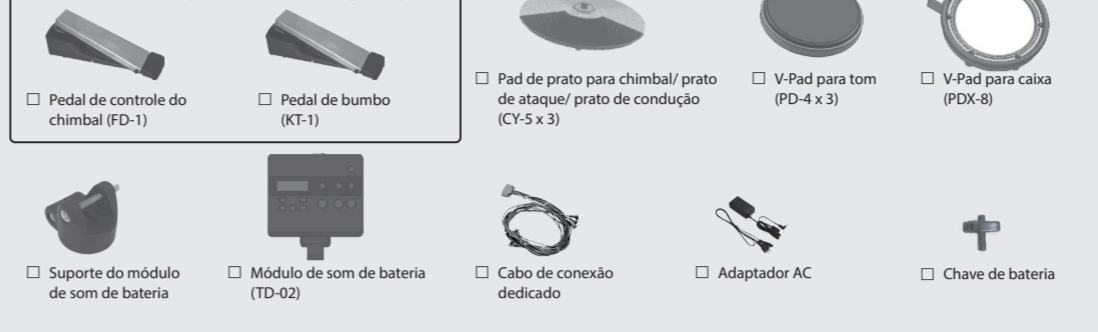 ☐ Pedal de controle do
chimbal (FD-1)
☐ Pedal de bumbo
(KT-1)
☐ Pad de prato para chimbal/ prato
de ataque/ prato de condução
(CY-5 x 3)
☐ V-Pad para tom
(PD-4 x 3)
☐ V-Pad para caixa
(PDX-8)
☐ Suporte do módulo
de som de bateria
☐ Módulo de som de bateria
(TD-02)
☐ Cabo de conexão
dedicado
☐ Adaptador AC
☐ Chave de bateria